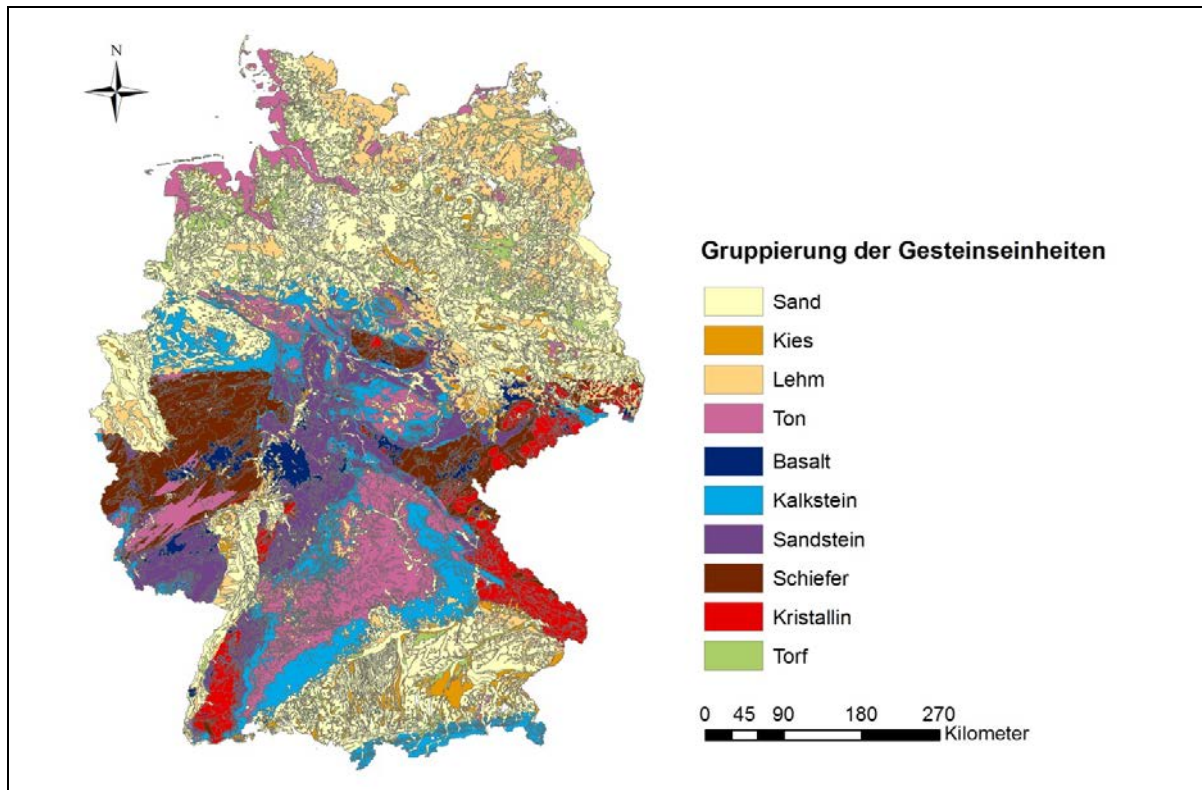 N
Gruppierung der Gesteinseinheiten
Sand
Kies
Lehm
Ton
Basalt
Kalkstein
Sandstein
Schiefer
Kristallin
Torf
0 45 90 180 270
Kilometer